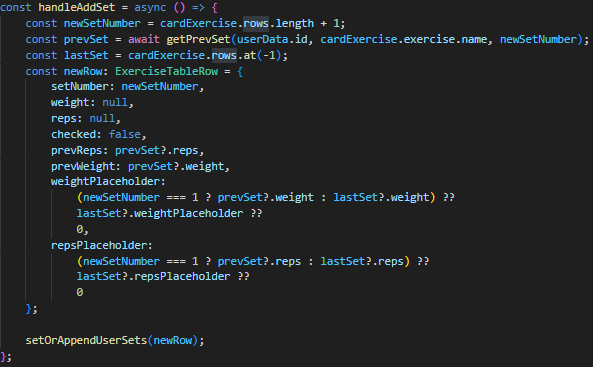 const handleAddSet = async () => {
    const newSetNumber = cardExercise.rows.length + 1;
    const prevSet = await getPrevSet(userData.id, cardExercise.exercise.name, newSetNumber);
    const lastSet = cardExercise.rows.at(-1);
    const newRow: ExerciseTableRow = {
        setNumber: newSetNumber,
        weight: null,
        reps: null,
        checked: false,
        prevReps: prevSet?.reps,
        prevWeight: prevSet?.weight,
        weightPlaceholder:
            (newSetNumber === 1 ? prevSet?.weight : lastSet?.weight) ??
            lastSet?.weightPlaceholder ??
            0,
        repsPlaceholder:
            (newSetNumber === 1 ? prevSet?.reps : lastSet?.reps) ??
            lastSet?.repsPlaceholder ??
            0
    };

    setOrAppendUserSets(newRow);
};